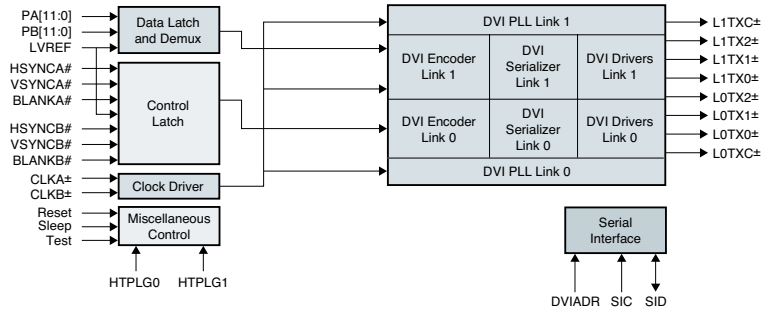 PA[11:0]
PB[11:0]
LVREF
HSYNCA#
VSYNCA#
BLANKA#
HSYNCB#
VSYNCB#
BLANKB#
CLKA±
CLKB±
Reset
Sleep
Test
Data Latch
and Demux
Control
Latch
Clock Driver
Miscellaneous
Control
HTPLG0
HTPLG1
DVI PLL Link 1
DVI Encoder
Link 1
DVI
Serializer
Link 1
DVI Drivers
Link 1
DVI Encoder
Link 0
DVI
Serializer
Link 0
DVI Drivers
Link 0
DVI PLL Link 0
L1TXC±
L1TX2±
L1TX1±
L1TX0±
L0TX2±
L0TX1±
L0TX0±
L0TXC±
Serial
Interface
DVIADR
SIC
SID